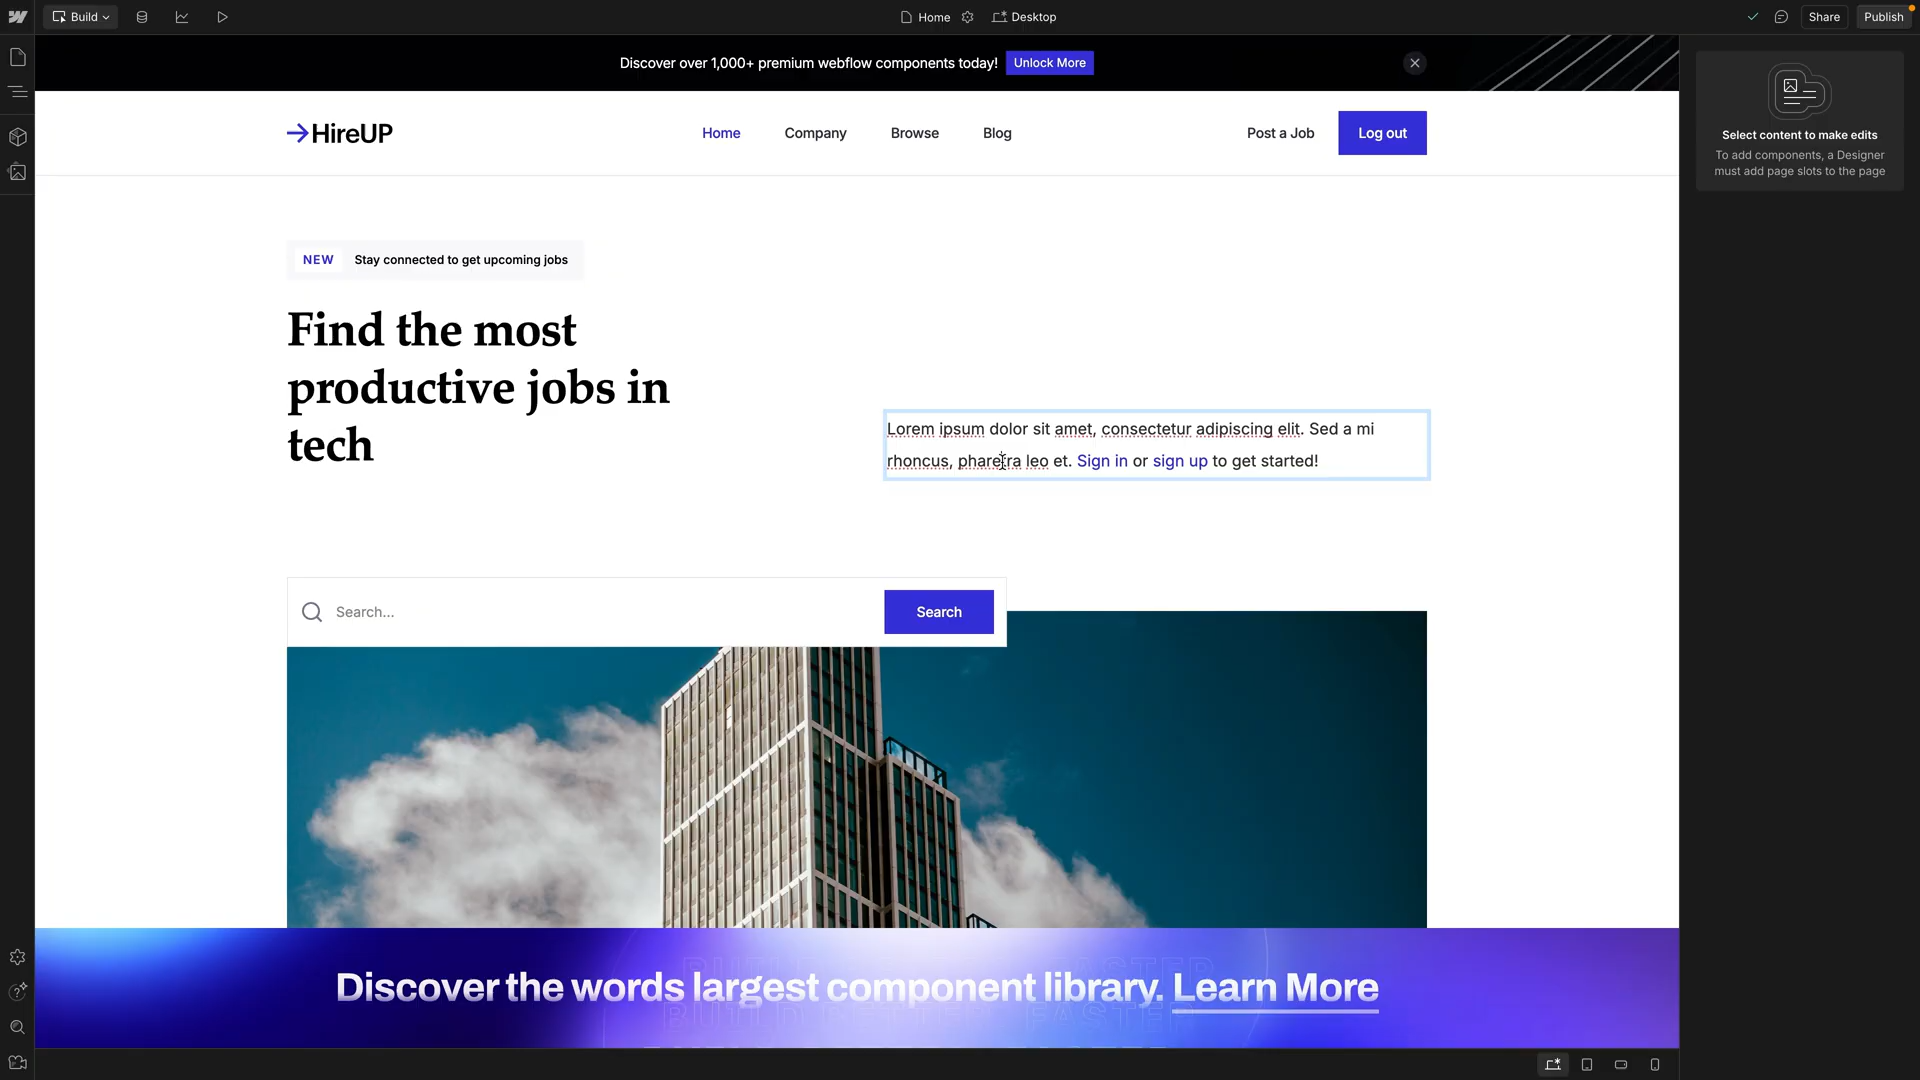 Build
Home
Desktop
Share
Publish
Discover over 1,000+ premium webflow components today!
Unlock More
HireUP
Home
Company
Browse
Blog
Post a Job
Log out
Select content to make edits
To add components, a Designer
must add page slots to the page
NEW
Stay connected to get upcoming jobs
Find the most
productive jobs in
tech
Lorem ipsum dolor sit amet, consectetur adipiscing elit. Sed a mi
rhoncus, pharetra leo et. Sign in or sign up to get started!
Search...
Search
Discover the words largest component library. Learn More